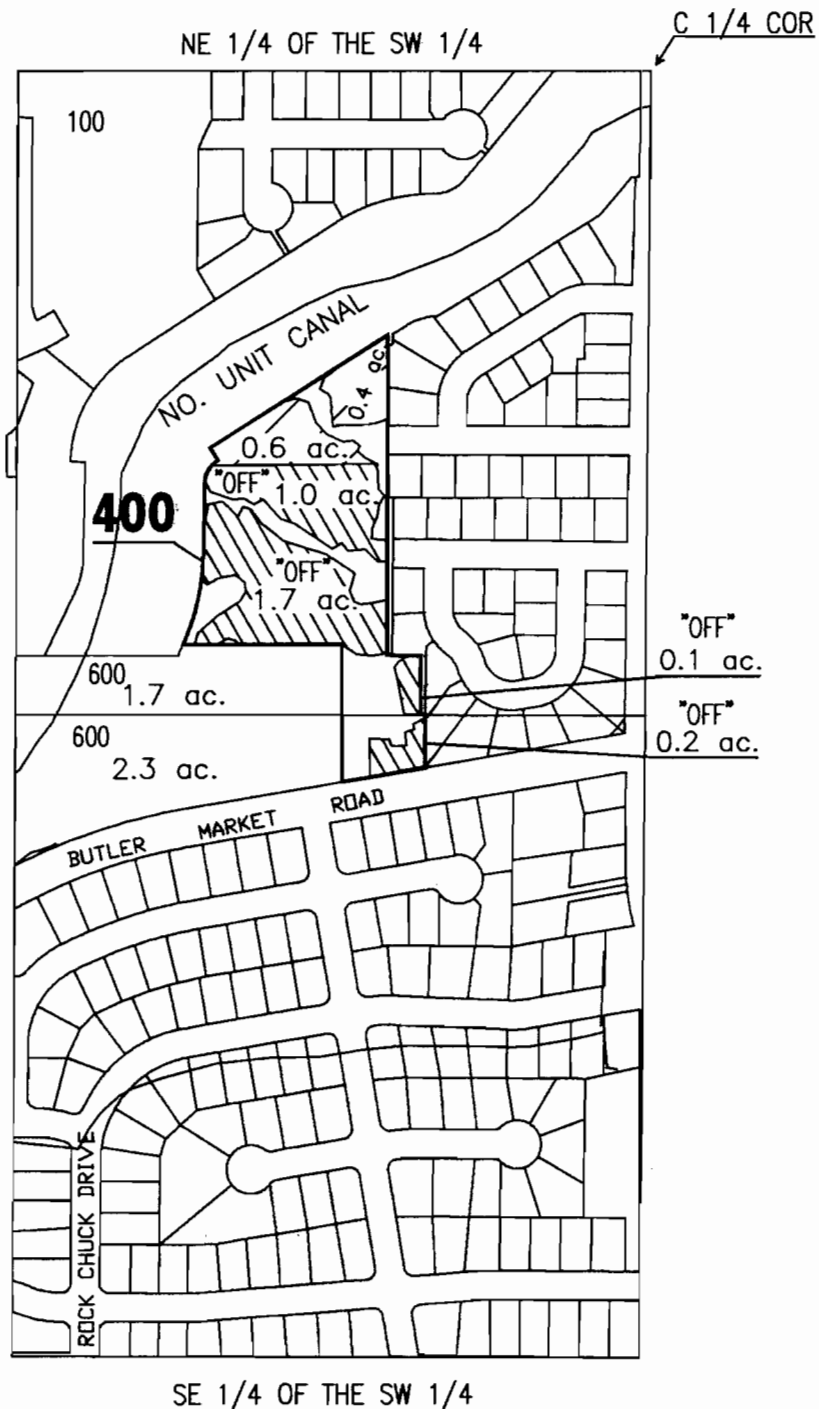 C 1/4 COR
NE 1/4 OF THE SW 1/4
100
NO. UNIT CANAL
0.4 ac.
0.6 ac.
"OFF" 1.0 ac.
400
"OFF"
1.7 ac.
"OFF"
0.1 ac.
600
1.7 ac.
"OFF"
0.2 ac.
600
2.3 ac.
BUTLER MARKET ROAD
ROCK CHUCK DRIVE
SE 1/4 OF THE SW 1/4